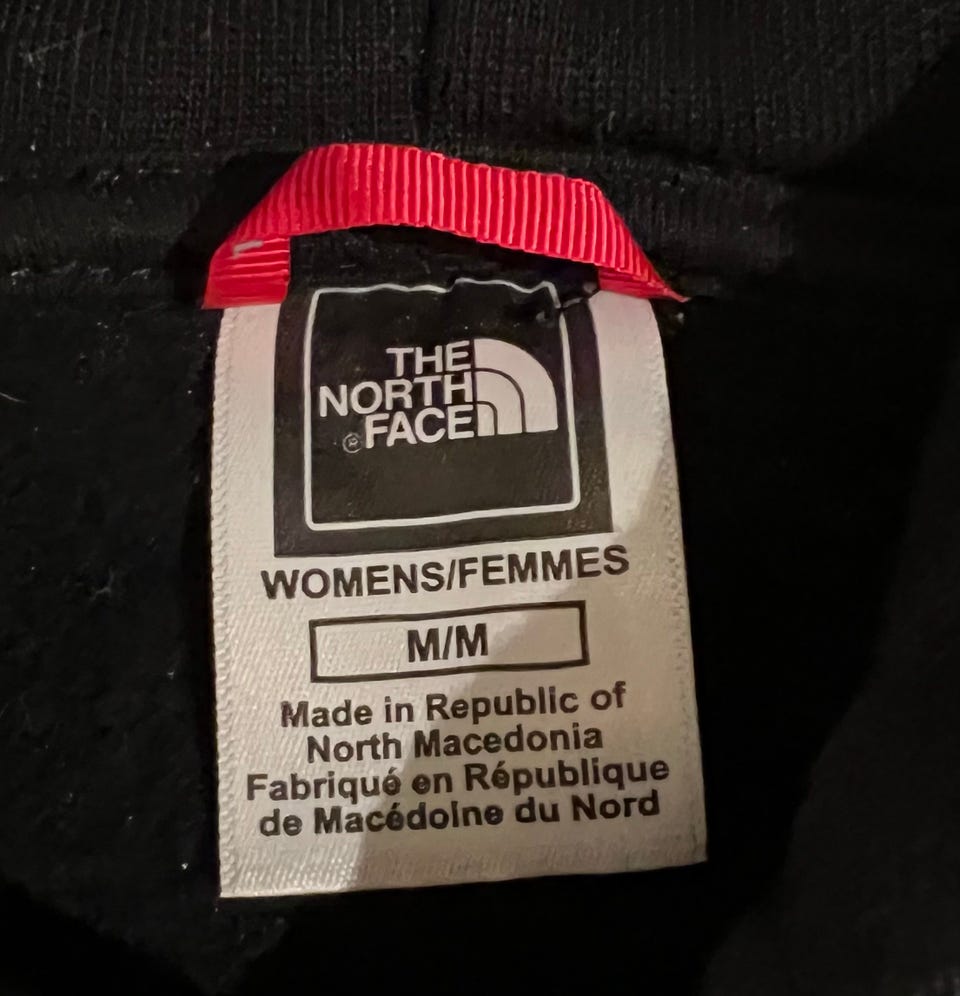 THE
NORTH
® FACE
WOMENS/FEMMES
M/M
Made in Republic of
North Macedonia
Fabriqué en République
de Macédoine du Nord